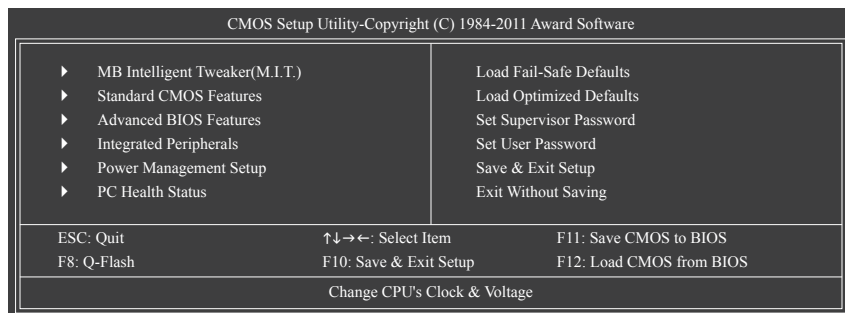 CMOS Setup Utility-Copyright (C) 1984-2011 Award Software
MB Intelligent Tweaker(M.I.T.)
Standard CMOS Features
Advanced BIOS Features
Integrated Peripherals
Power Management Setup
PC Health Status
Load Fail-Safe Defaults
Load Optimized Defaults
Set Supervisor Password
Set User Password
Save & Exit Setup
Exit Without Saving
ESC: Quit
↑↓→←: Select Item
F11: Save CMOS to BIOS
F8: Q-Flash
F10: Save & Exit Setup
F12: Load CMOS from BIOS
Change CPU's Clock & Voltage